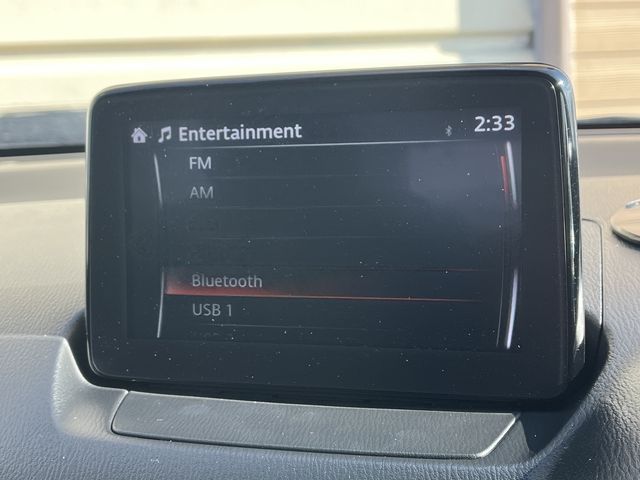 Entertainment 2:33
FM
AM
Bluetooth
USB 1